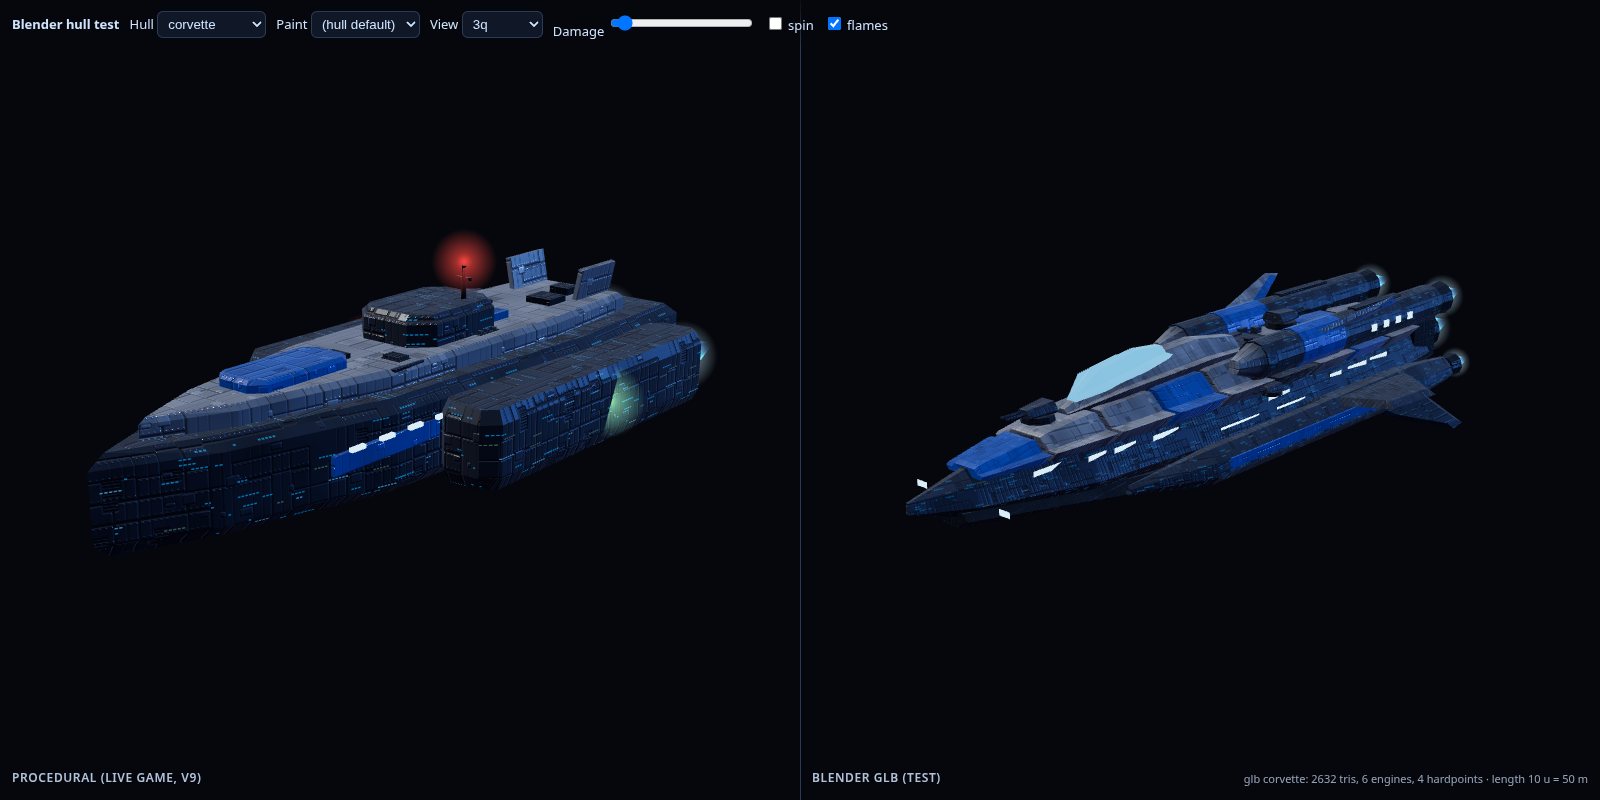 Blender hull test Hull corvette Paint (hull default) View 3q Damage spin flames
PROCEDURAL (LIVE GAME, V9)
BLENDER GLB (TEST)
glb corvette: 2632 tris, 6 engines, 4 hardpoints · length 10 u = 50 m